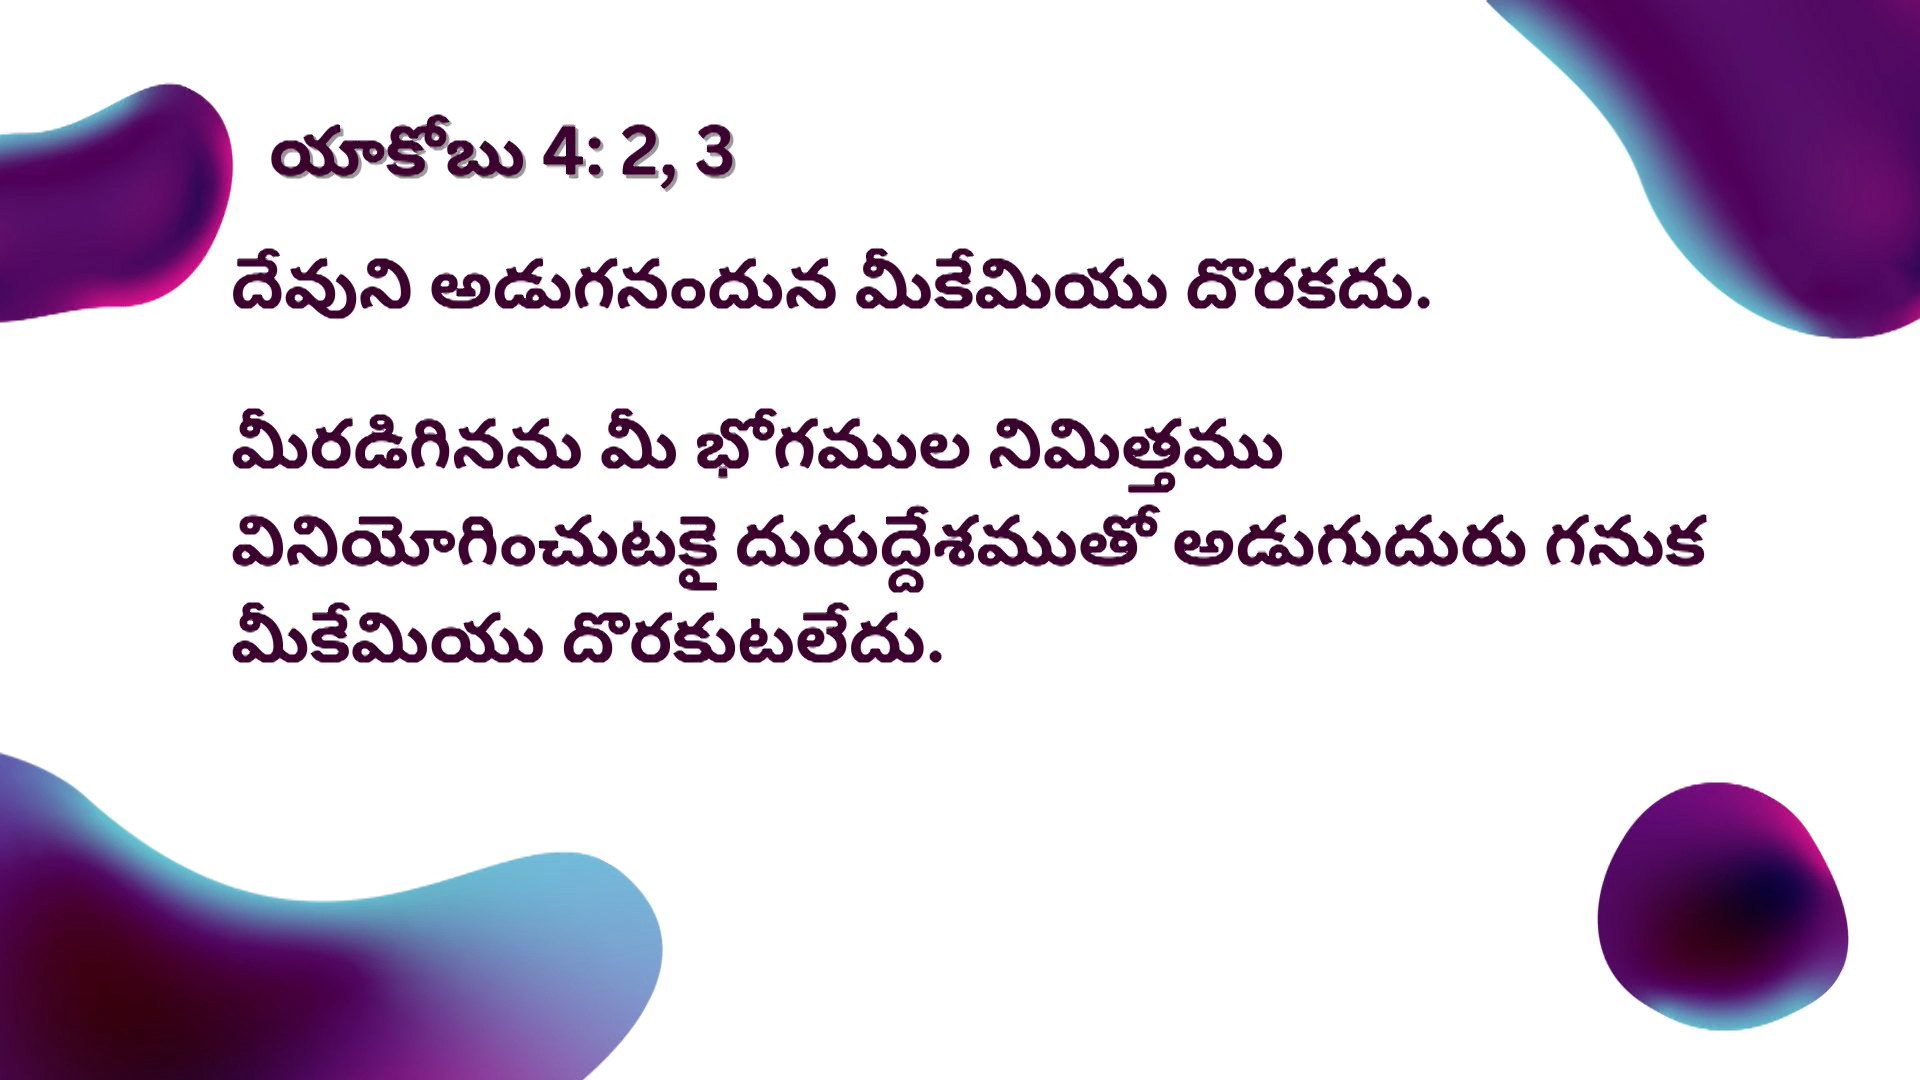 యాకోబు 4: 2, 3
దేవుని అడుగనందున మీకేమియు దొరకదు.
మీరడిగినను మీ భోగముల నిమిత్తము
వినియోగించుటకై దురుద్దేశముతో అడుగుదురు గనుక
మీకేమియు దొరకుటలేదు.